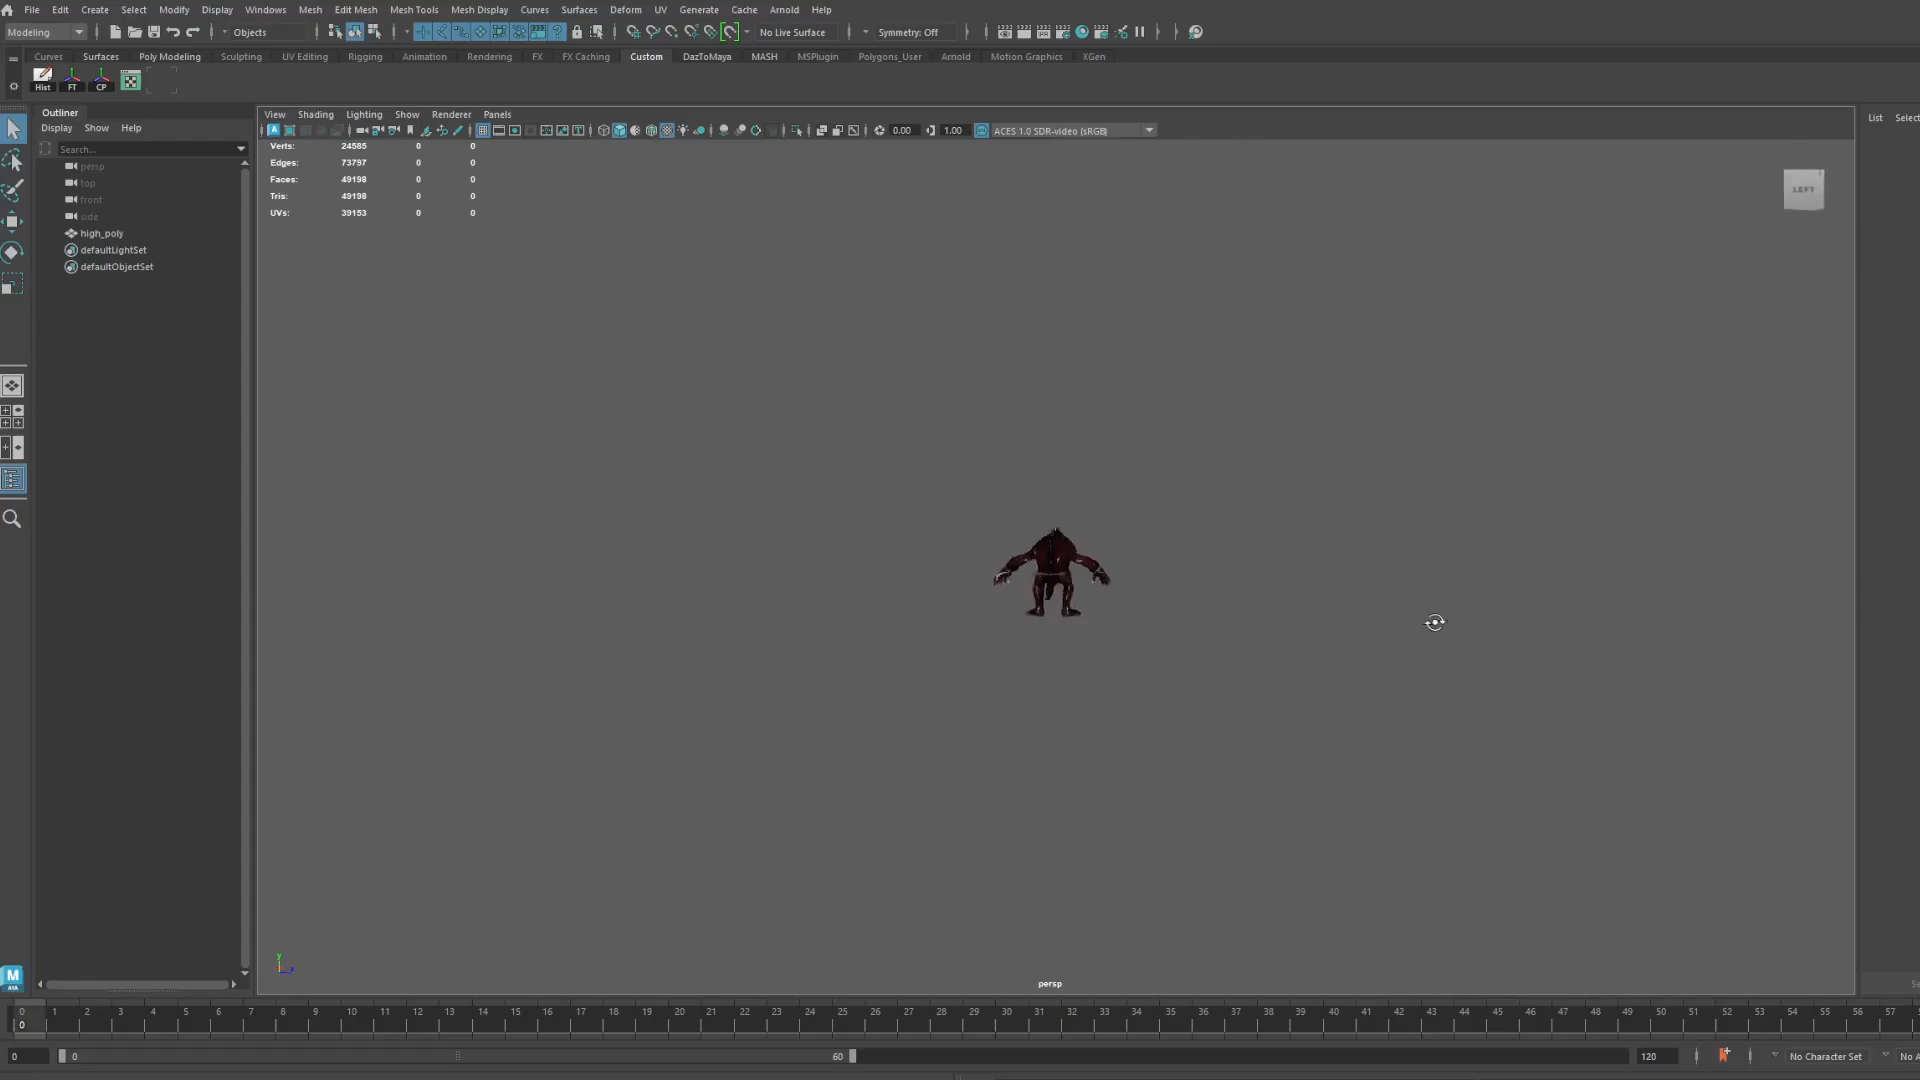 File Edit Create Select Modify Display Windows Mesh Edit Mesh Mesh Tools Mesh Display Curves Surfaces Deform UV Generate Cache Arnold Help
Modeling Objects No Live Surface Symmetry: Off
Curves Surfaces Poly Modeling Sculpting UV Editing Rigging Animation Rendering FX FX Caching Custom DazToMaya MASH MSPlugin Polygons_User Arnold Motion Graphics XGen
Hist FT CP
Outliner
Display Show Help
Search...
persp
top
front
side
high_poly
defaultLightSet
defaultObjectSet
View Shading Lighting Show Renderer Panels
0.00 1.00 ACES 1.0 SDR-video (sRGB)
Verts: 24585 0 0
Edges: 73797 0 0
Faces: 49198 0 0
Tris: 49198 0 0
UVs: 39153 0 0
LEFT
List Select
persp
0 1 2 3 4 5 6 7 8 9 10 11 12 13 14 15 16 17 18 19 20 21 22 23 24 25 26 27 28 29 30 31 32 33 34 35 36 37 38 39 40 41 42 43 44 45 46 47 48 49 50 51 52 53 54 55 56 57
0
0 0 60 120 No Character Set No A